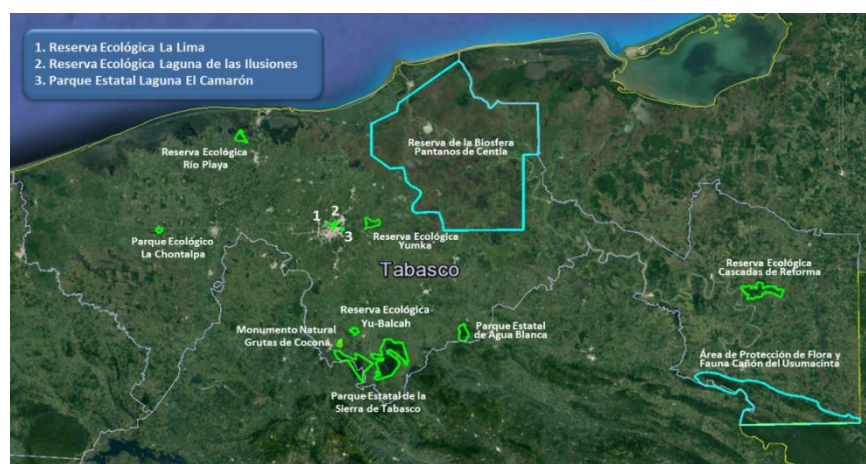 1. Reserva Ecológica La Lima
2. Reserva Ecológica Laguna de las Ilusiones
3. Parque Estatal Laguna El Camarón
Reserva de la Biosfera
Pantanos de Centla
Reserva Ecológica
Río Playa
1
2
3
Reserva Ecológica
Yumka
Parque Ecológico
La Chontalpa
Tabasco
Reserva Ecológica
Cascadas de Reforma
Reserva Ecológica
Yu-Balcah
Monumento Natural
Grutas de Coconá
Parque Estatal
de Agua Blanca
Área de Protección de Flora y
Fauna Cañón del Usumacinta
Parque Estatal de la
Sierra de Tabasco